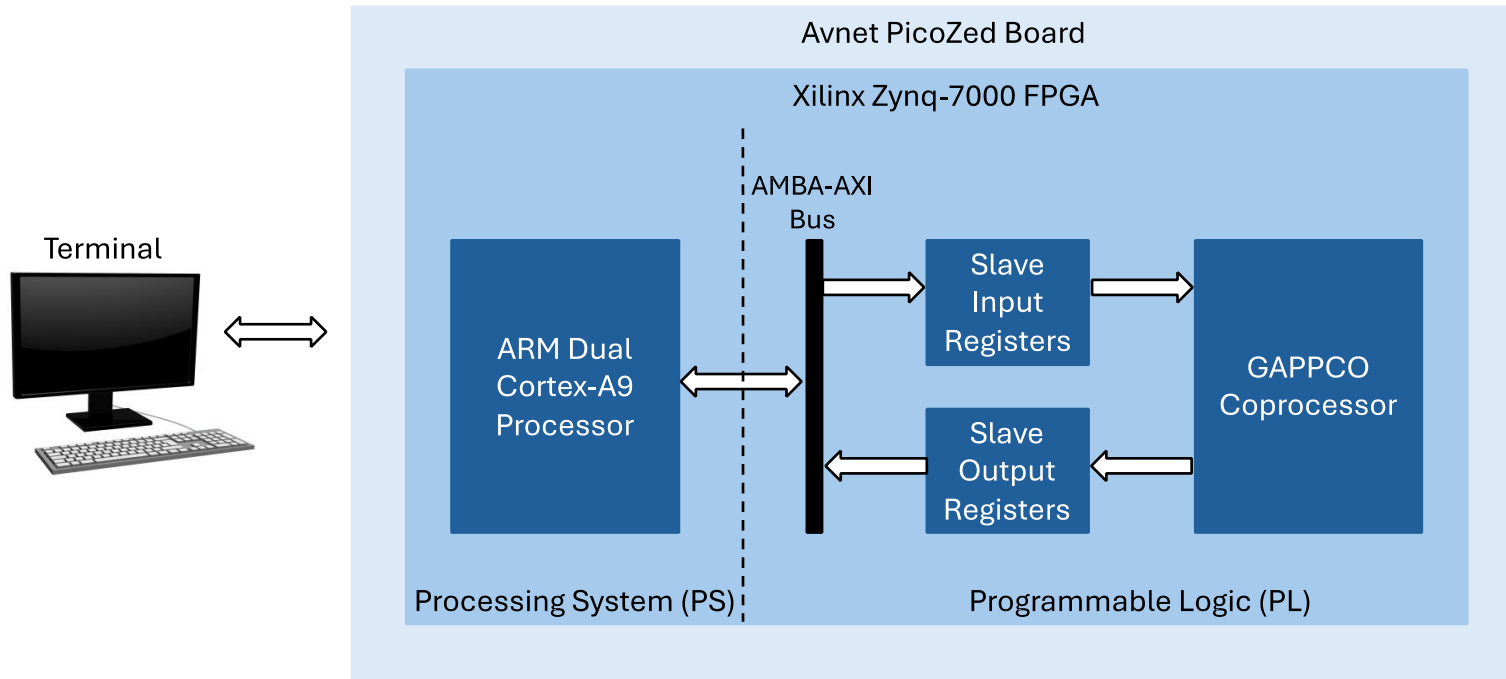 Avnet PicoZed Board
Xilinx Zynq-7000 FPGA
AMBA-AXI
Bus
Terminal
ARM Dual
Cortex-A9
Processor
Slave
Input
Registers
Slave
Output
Registers
GAPPCO
Coprocessor
Processing System (PS)
Programmable Logic (PL)